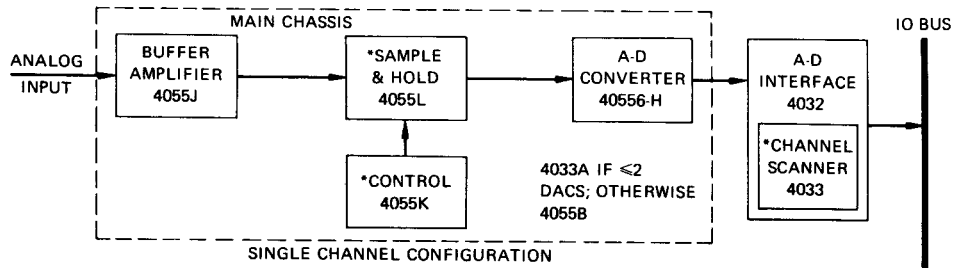 MAIN CHASSIS
IO BUS
ANALOG
INPUT
BUFFER
AMPLIFIER
4055J
*SAMPLE
& HOLD
4055L
A-D
CONVERTER
40556-H
A-D
INTERFACE
4032
*CHANNEL
SCANNER
4033
*CONTROL
4055K
4033A IF ⩽2
DACS; OTHERWISE
4055B
SINGLE CHANNEL CONFIGURATION